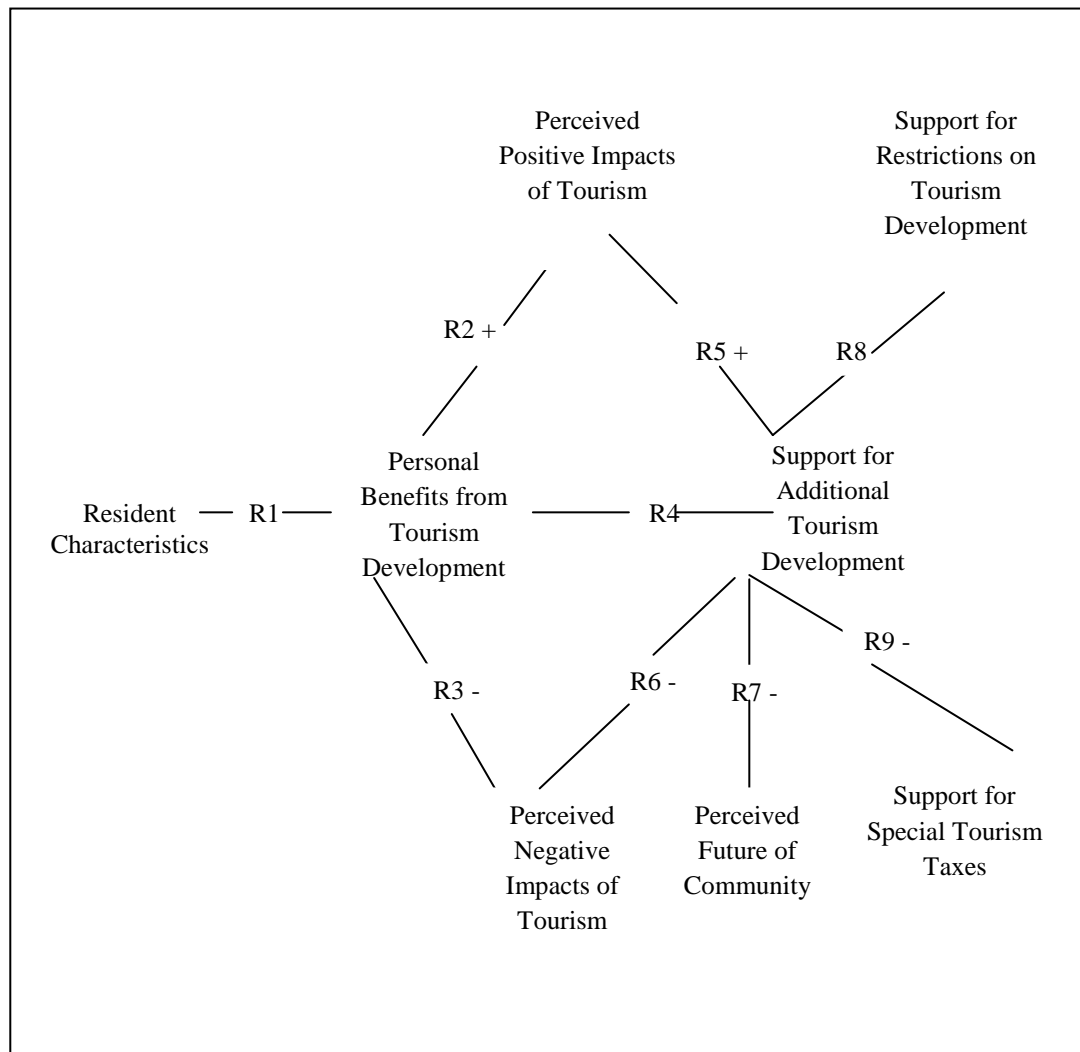 Perceived
Positive Impacts
of Tourism
Support for
Restrictions on
Tourism
Development
R2 +
R5 +
R8
Personal
Benefits from
Tourism
Development
Support for
Additional
Tourism
Development
Resident
Characteristics
R1
R4
R3 -
R6 -
R7 -
R9 -
Perceived
Negative
Impacts of
Tourism
Perceived
Future of
Community
Support for
Special Tourism
Taxes